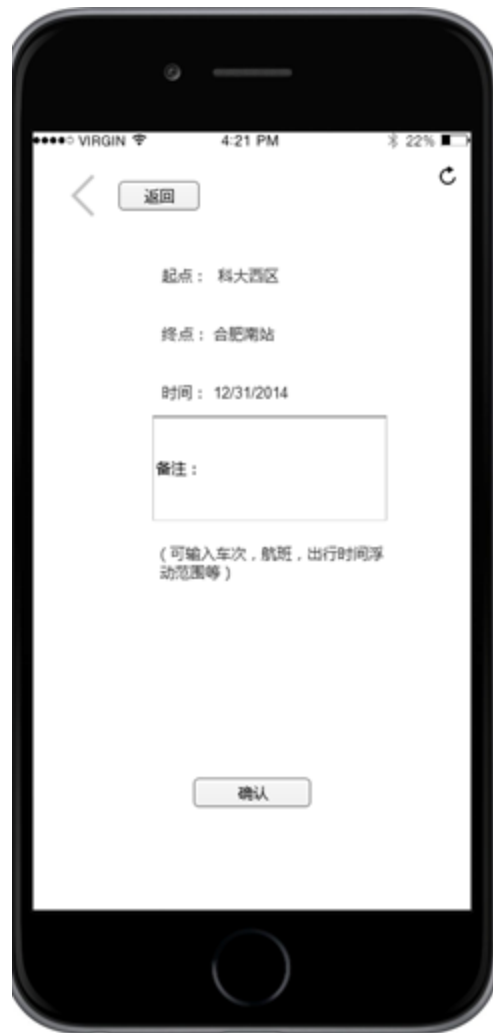 VIRGIN 4:21 PM 22%
返回
起点： 科大西区
终点：合肥南站
时间：12/31/2014
备注：
（可输入车次，航班，出行时间浮
动范围等）
确认